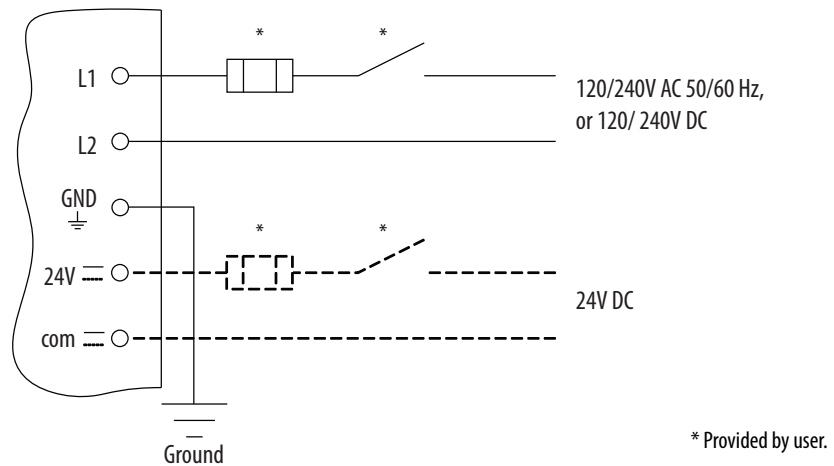 * *
L1
120/240V AC 50/60 Hz,
or 120/ 240V DC
L2
GND
* *
24V
24V DC
com
Ground
* Provided by user.